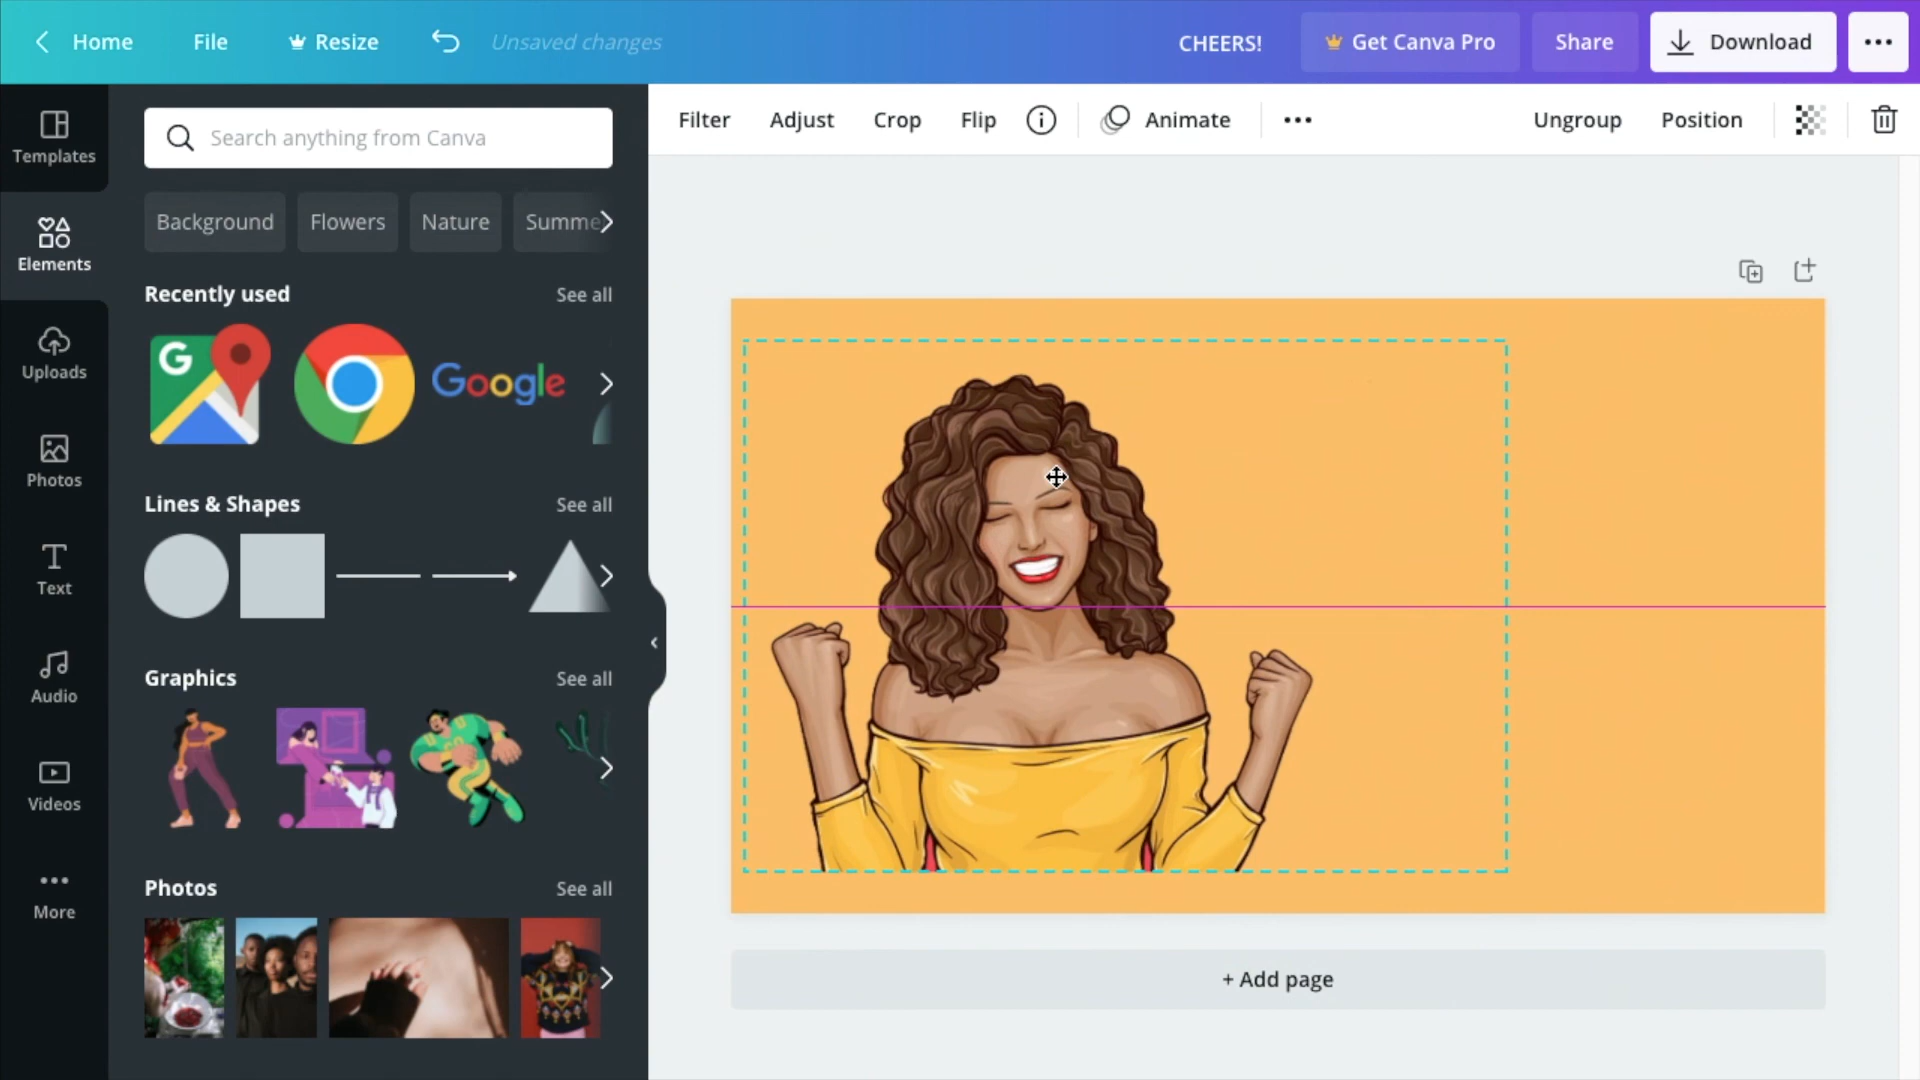 Home
File
Resize
Unsaved changes
CHEERS!
Get Canva Pro
Share
Download
Templates
Elements
Uploads
Photos
Text
Audio
Videos
More
Search anything from Canva
Background
Flowers
Nature
Summe
Recently used
See all
G
Google
Lines & Shapes
See all
Graphics
See all
Photos
See all
Filter
Adjust
Crop
Flip
Animate
Ungroup
Position
+ Add page